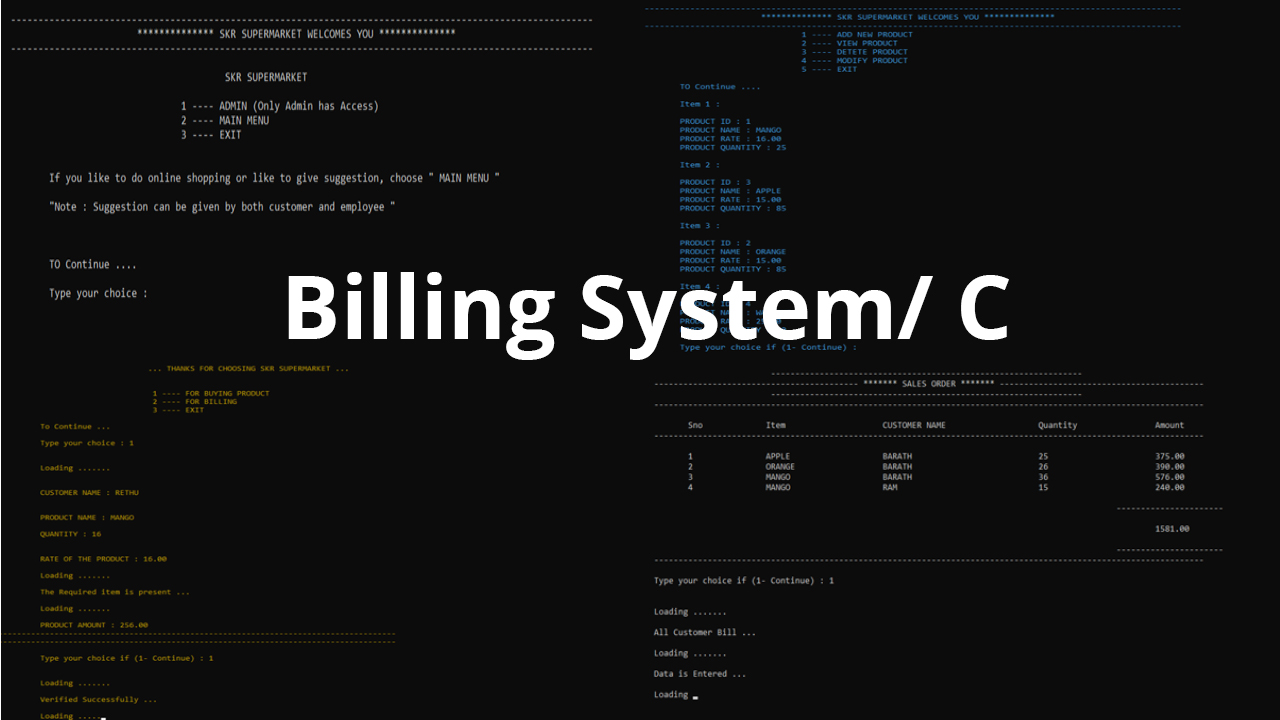 --------------------------------------------------------------------------------
************** SKR SUPERMARKET WELCOMES YOU **************
--------------------------------------------------------------------------------
SKR SUPERMARKET
1 ---- ADMIN (Only Admin has Access)
2 ---- MAIN MENU
3 ---- EXIT
If you like to do online shopping or like to give suggestion, choose " MAIN MENU "
"Note : Suggestion can be given by both customer and employee "
TO Continue ....
Type your choice :
************** SKR SUPERMARKET WELCOMES YOU **************
1 ---- ADD NEW PRODUCT
2 ---- VIEW PRODUCT
3 ---- DETETE PRODUCT
4 ---- MODIFY PRODUCT
5 ---- EXIT
TO Continue ....
Item 1 :
PRODUCT ID : 1
PRODUCT NAME : MANGO
PRODUCT RATE : 16.00
PRODUCT QUANTITY : 25
Item 2 :
PRODUCT ID : 3
PRODUCT NAME : APPLE
PRODUCT RATE : 15.00
PRODUCT QUANTITY : 85
Item 3 :
PRODUCT ID : 2
PRODUCT NAME : ORANGE
PRODUCT RATE : 15.00
PRODUCT QUANTITY : 85
Item 4 :
Type your choice if (1- Continue) :
Billing System/ C
... THANKS FOR CHOOSING SKR SUPERMARKET ...
1 ---- FOR BUYING PRODUCT
2 ---- FOR BILLING
3 ---- EXIT
To Continue ...
Type your choice : 1
Loading .......
CUSTOMER NAME : RETHU
PRODUCT NAME : MANGO
QUANTITY : 16
RATE OF THE PRODUCT : 16.00
Loading .......
The Required item is present ...
Loading .......
PRODUCT AMOUNT : 256.00
Type your choice if (1- Continue) : 1
Loading .......
Verified Successfully ...
Loading .....
******* SALES ORDER *******
Sno Item CUSTOMER NAME Quantity Amount
1 APPLE BARATH 25 375.00
2 ORANGE BARATH 26 390.00
3 MANGO BARATH 36 576.00
4 MANGO RAM 15 240.00
1581.00
Type your choice if (1- Continue) : 1
Loading .......
All Customer Bill ...
Loading .......
Data is Entered ...
Loading